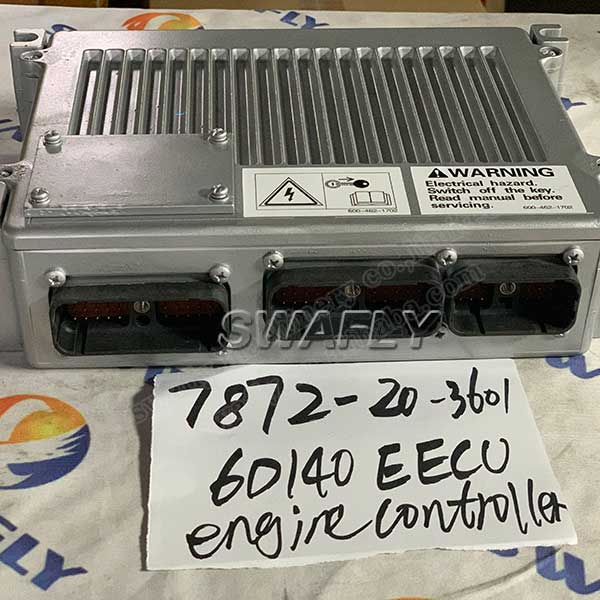 WARNING
Electrical hazard.
Switch off the key.
Read manual before
servicing.
600-462-1702
600-462-1702
SWAFLY
7872-20-3601
6D140 EECU
engine controller
AFLY